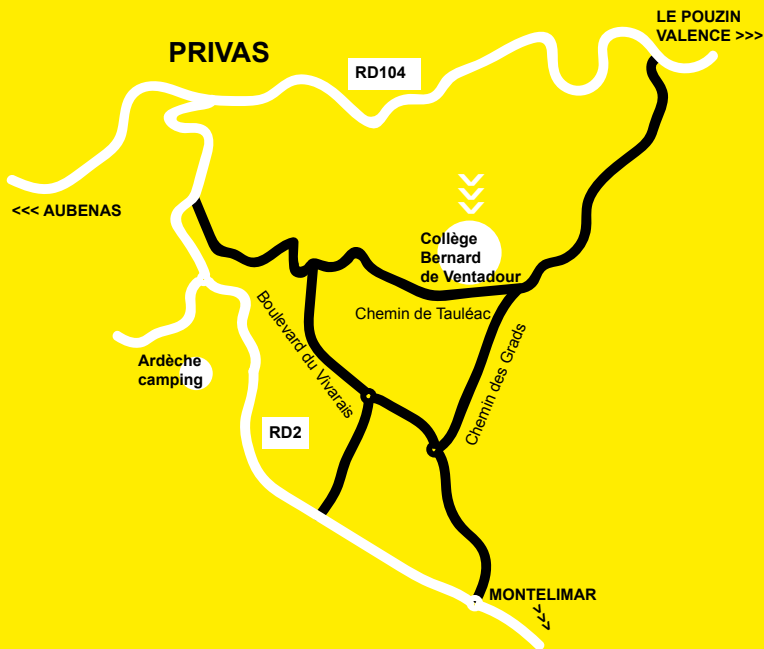 LE POUZIN
VALENCE >>>
PRIVAS
RD104
<<< AUBENAS
Collège
Bernard
de Ventadour
Chemin de Tauléac
Boulevard du Vivarais
Chemin des Grads
Ardèche
camping
RD2
MONTELIMAR
>>>